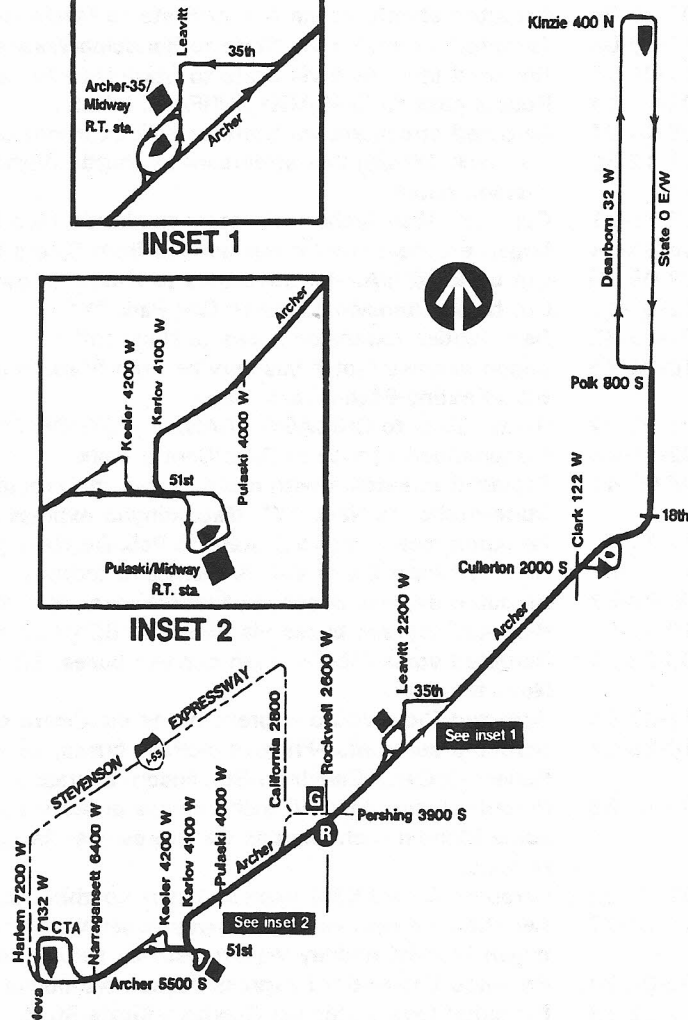 Kinzie 400 N
Leavitt
35th
Archer-35/
Midway
R.T. sta.
Archer
INSET 1
Dearborn 32 W
State 0 E/W
Archer
Keeler 4200 W
Karlov 4100 W
Pulaski 4000 W
51st
Pulaski/Midway
R.T. sta.
INSET 2
Polk 800 S
Clark 122 W
18th
Cullerton 2000 S
Archer
Leavitt 2200 W
35th
See inset 1
STEVENSON
I-55
EXPRESSWAY
California 2800
Rockwell 2600 W
G
Pershing 3900 S
R
Harlem 7200 W
Neva 7132 W
CTA
Narragansett 6400 W
Keeler 4200 W
Karlov 4100 W
Pulaski 4000 W
Archer
See inset 2
51st
Archer 5500 S